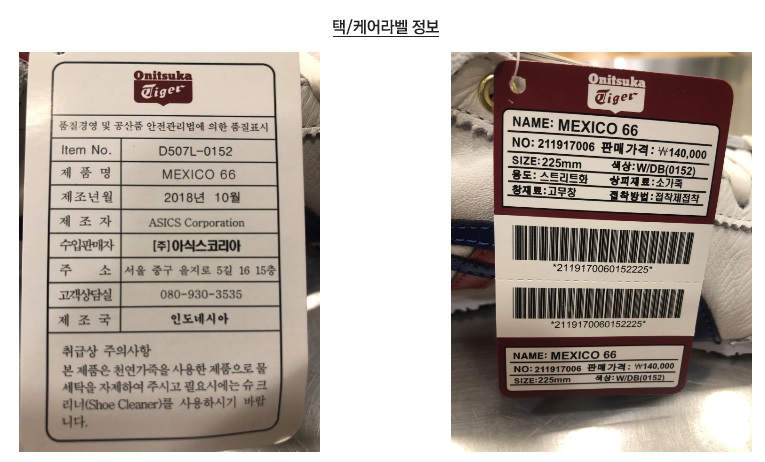 택/케어라벨 정보
Onitsuka
Tiger
품질경영 및 공산품 안전관리법에 의한 품질표시
Item No. D507L-0152
제 품 명 MEXICO 66
제조년월 2018년 10월
제 조 자 ASICS Corporation
수입판매자 [주]아식스코리아
주 소 서울 중구 을지로 5길 16 15층
고객상담실 080-930-3535
제 조 국 인도네시아
취급상 주의사항
본 제품은 천연가죽을 사용한 제품으로 물
세탁을 자제하여 주시고 필요시에는 슈 크
리너(Shoe Cleaner)를 사용하시기 바랍
니다.
Onitsuka
Tiger
NAME: MEXICO 66
NO: 211917006 판매가격: ₩140,000
SIZE: 225mm 색상: W/DB(0152)
용도: 스트리트화 상피재료: 소가죽
창재료: 고무창 접착방법: 접착제접착
*2119170060152225*
*2119170060152225*
NAME: MEXICO 66
NO: 211917006 판매가격: ₩140,000
SIZE:225mm 색상: W/DB(0152)